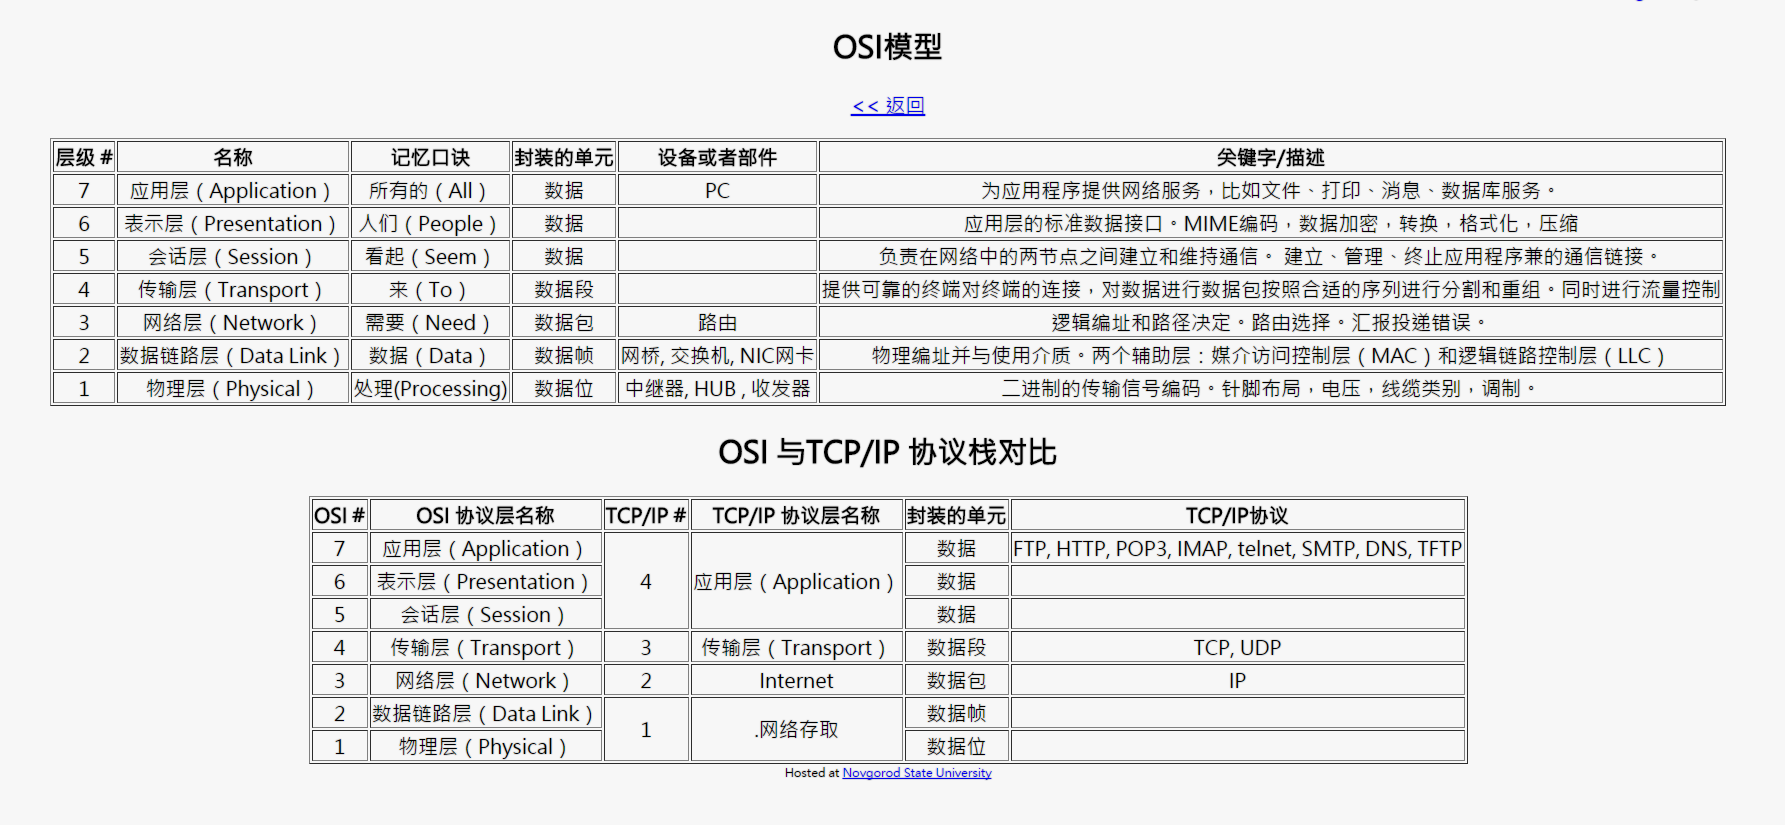 OSI模型
<< 返回
层级 # 名称 记忆口诀 封装的单元 设备或者部件 关键字/描述
7 应用层（Application） 所有的（All） 数据 PC 为应用程序提供网络服务，比如文件、打印、消息、数据库服务。
6 表示层（Presentation） 人们（People） 数据 应用层的标准数据接口。MIME编码，数据加密，转换，格式化，压缩
5 会话层（Session） 看起（Seem） 数据 负责在网络中的两节点之间建立和维持通信。 建立、管理、终止应用程序兼的通信链接。
4 传输层（Transport） 来（To） 数据段 提供可靠的终端对终端的连接，对数据进行数据包按照合适的序列进行分割和重组。同时进行流量控制
3 网络层（Network） 需要（Need） 数据包 路由 逻辑编址和路径决定。路由选择。汇报投递错误。
2 数据链路层（Data Link） 数据（Data） 数据帧 网桥, 交换机, NIC网卡 物理编址并与使用介质。两个辅助层：媒介访问控制层（MAC）和逻辑链路控制层（LLC）
1 物理层（Physical） 处理(Processing) 数据位 中继器, HUB , 收发器 二进制的传输信号编码。针脚布局，电压，线缆类别，调制。
OSI 与TCP/IP 协议栈对比
OSI # OSI 协议层名称 TCP/IP # TCP/IP 协议层名称 封装的单元 TCP/IP协议
7 应用层（Application） 4 应用层（Application） 数据 FTP, HTTP, POP3, IMAP, telnet, SMTP, DNS, TFTP
6 表示层（Presentation） 数据
5 会话层（Session） 数据
4 传输层（Transport） 3 传输层（Transport） 数据段 TCP, UDP
3 网络层（Network） 2 Internet 数据包 IP
2 数据链路层（Data Link） 1 .网络存取 数据帧
1 物理层（Physical） 数据位
Hosted at Novgorod State University